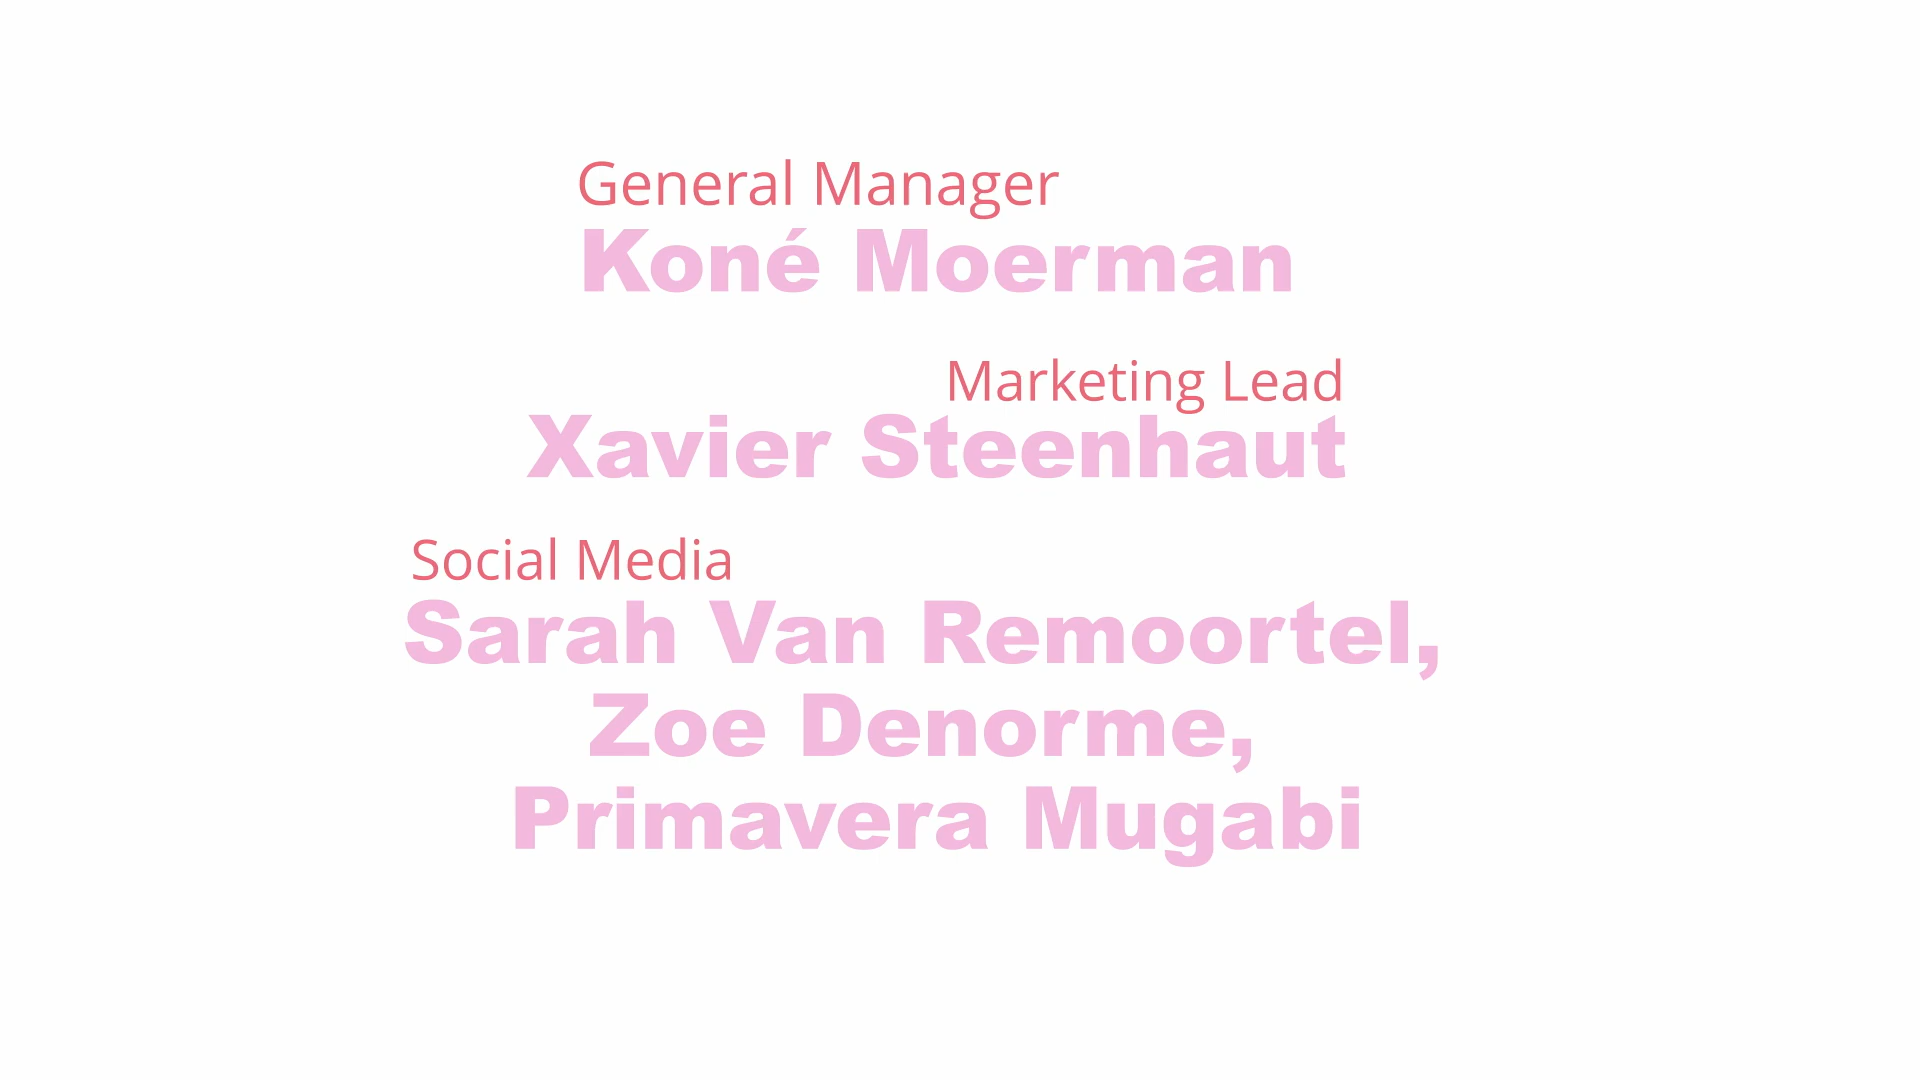 General Manager
Koné Moerman
Marketing Lead
Xavier Steenhaut
Social Media
Sarah Van Remoortel,
Zoe Denorme,
Primavera Mugabi